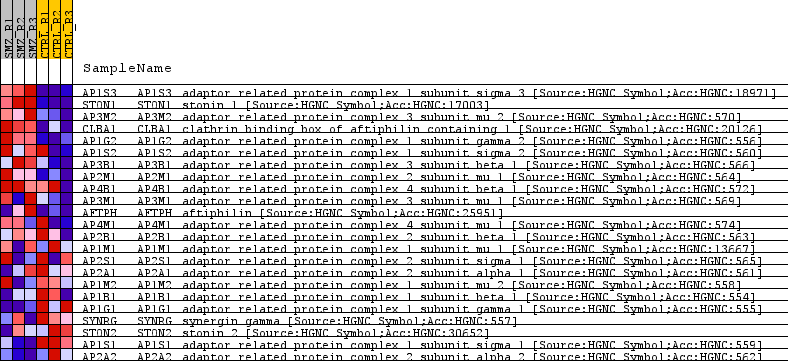 SMZ_R1
SMZ_R2
SMZ_R3
CTRL_R1
CTRL_R2
CTRL_R3
SampleName
AP1S3 AP1S3 adaptor related protein complex 1 subunit sigma 3 [Source:HGNC Symbol;Acc:HGNC:18971]
STON1 STON1 stonin 1 [Source:HGNC Symbol;Acc:HGNC:17003]
AP3M2 AP3M2 adaptor related protein complex 3 subunit mu 2 [Source:HGNC Symbol;Acc:HGNC:570]
CLBA1 CLBA1 clathrin binding box of aftiphilin containing 1 [Source:HGNC Symbol;Acc:HGNC:20126]
AP1G2 AP1G2 adaptor related protein complex 1 subunit gamma 2 [Source:HGNC Symbol;Acc:HGNC:556]
AP1S2 AP1S2 adaptor related protein complex 1 subunit sigma 2 [Source:HGNC Symbol;Acc:HGNC:560]
AP3B1 AP3B1 adaptor related protein complex 3 subunit beta 1 [Source:HGNC Symbol;Acc:HGNC:566]
AP2M1 AP2M1 adaptor related protein complex 2 subunit mu 1 [Source:HGNC Symbol;Acc:HGNC:564]
AP4B1 AP4B1 adaptor related protein complex 4 subunit beta 1 [Source:HGNC Symbol;Acc:HGNC:572]
AP3M1 AP3M1 adaptor related protein complex 3 subunit mu 1 [Source:HGNC Symbol;Acc:HGNC:569]
AFTPH AFTPH aftiphilin [Source:HGNC Symbol;Acc:HGNC:25951]
AP4M1 AP4M1 adaptor related protein complex 4 subunit mu 1 [Source:HGNC Symbol;Acc:HGNC:574]
AP2B1 AP2B1 adaptor related protein complex 2 subunit beta 1 [Source:HGNC Symbol;Acc:HGNC:563]
AP1M1 AP1M1 adaptor related protein complex 1 subunit mu 1 [Source:HGNC Symbol;Acc:HGNC:13667]
AP2S1 AP2S1 adaptor related protein complex 2 subunit sigma 1 [Source:HGNC Symbol;Acc:HGNC:565]
AP2A1 AP2A1 adaptor related protein complex 2 subunit alpha 1 [Source:HGNC Symbol;Acc:HGNC:561]
AP1M2 AP1M2 adaptor related protein complex 1 subunit mu 2 [Source:HGNC Symbol;Acc:HGNC:558]
AP1B1 AP1B1 adaptor related protein complex 1 subunit beta 1 [Source:HGNC Symbol;Acc:HGNC:554]
AP1G1 AP1G1 adaptor related protein complex 1 subunit gamma 1 [Source:HGNC Symbol;Acc:HGNC:555]
SYNRG SYNRG synergin gamma [Source:HGNC Symbol;Acc:HGNC:557]
STON2 STON2 stonin 2 [Source:HGNC Symbol;Acc:HGNC:30652]
AP1S1 AP1S1 adaptor related protein complex 1 subunit sigma 1 [Source:HGNC Symbol;Acc:HGNC:559]
AP2A2 AP2A2 adaptor related protein complex 2 subunit alpha 2 [Source:HGNC Symbol;Acc:HGNC:562]